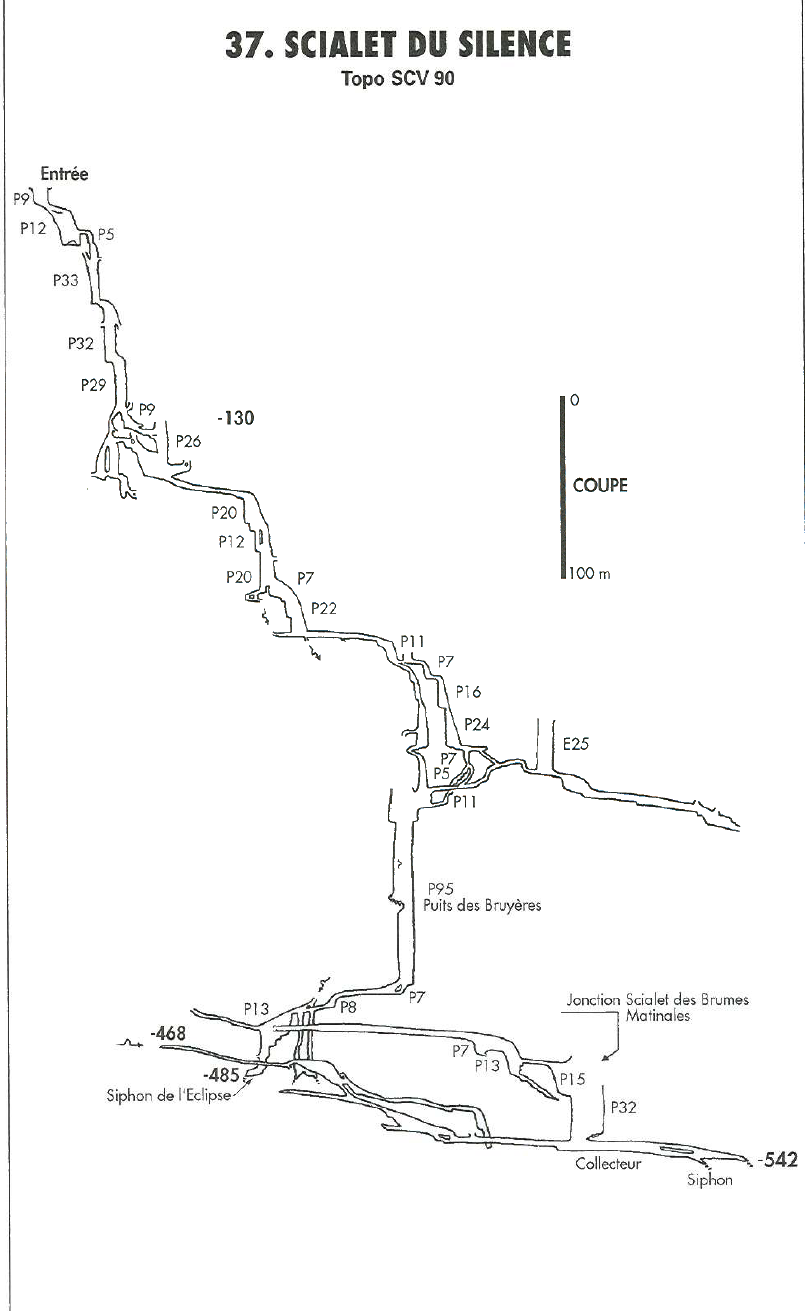 37. SCIALET DU SILENCE
Topo SCV 90
Entrée
P9
P12
P5
P33
P32
P29
P9
-130
P26
0
COUPE
100 m
P20
P12
P20
P7
P22
P11
P7
P16
P24
E25
P7
P5
P11
P95
Puits des Bruyères
P7
P8
P13
Jonction Scialet des Brumes
Matinales
-468
P7
P13
P15
-485
Siphon de l'Eclipse
P32
Collecteur
-542
Siphon